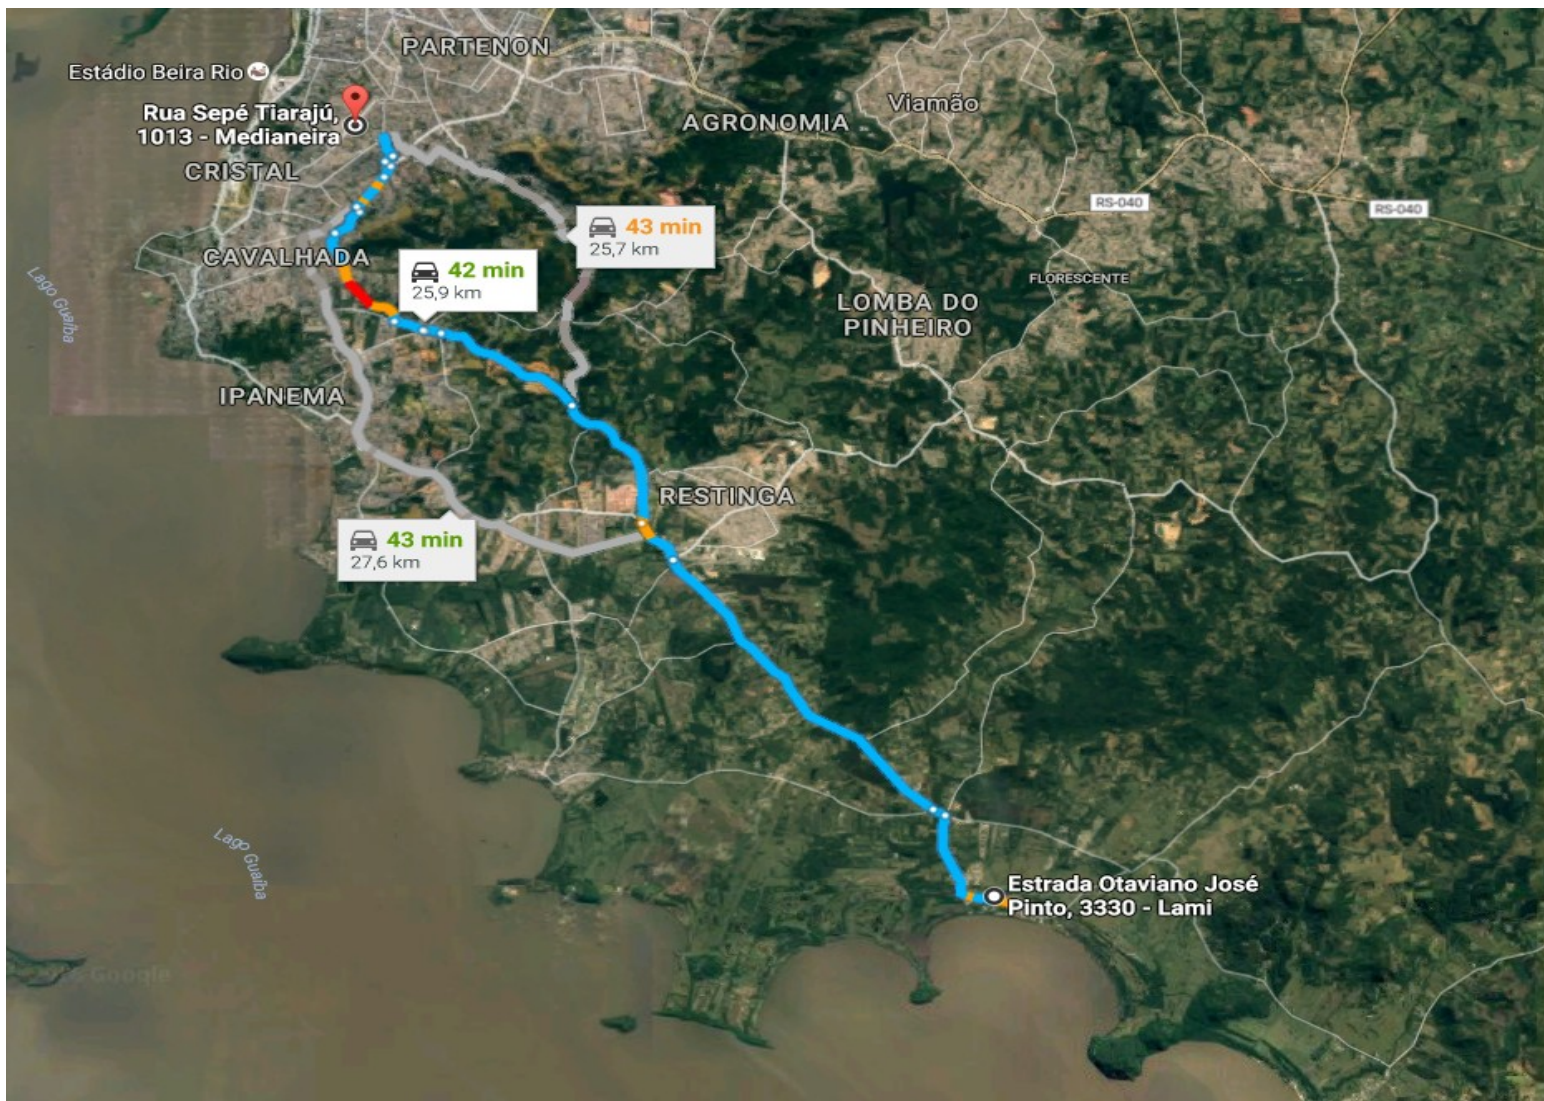 PARTENON
Estádio Beira Rio
Rua Sepé Tiarajú,
1013 - Medianeira
Viamão
AGRONOMIA
CRISTAL
RS-040
RS-040
43 min
25,7 km
CAVALHADA
42 min
25,9 km
Lago Guaíba
FLORESCENTE
LOMBA DO
PINHEIRO
IPANEMA
RESTINGA
43 min
27,6 km
Lago Guaíba
Estrada Otaviano José
Pinto, 3330 - Lami
Google